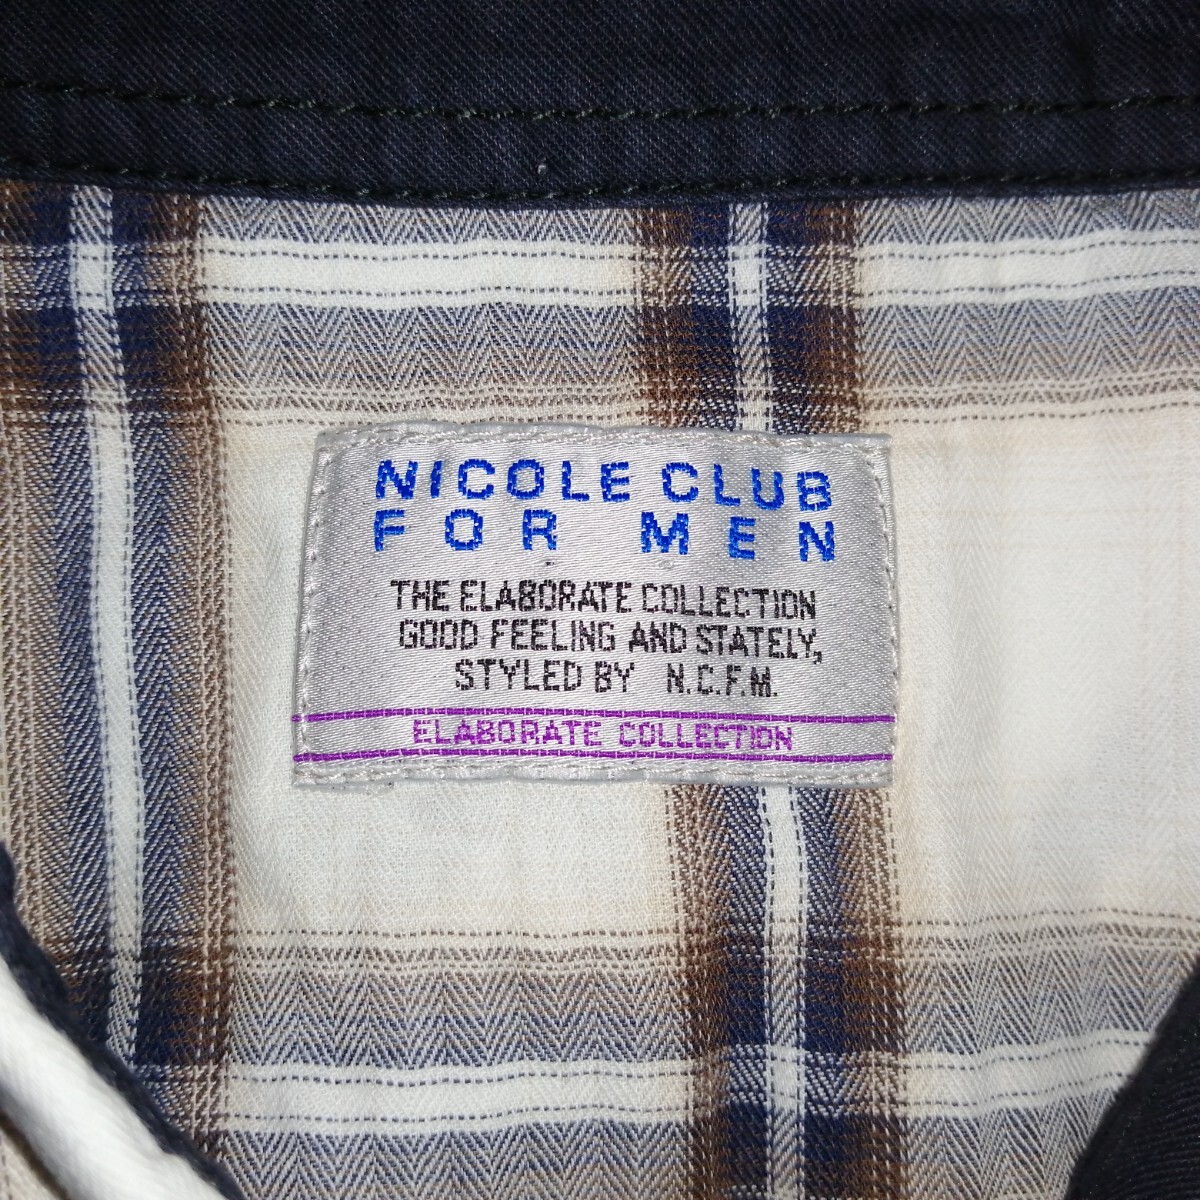 NICOLE CLUB
FOR MEN
THE ELABORATE COLLECTION
GOOD FEELING AND STATELY,
STYLED BY N.C.F.M.
ELABORATE COLLECTION